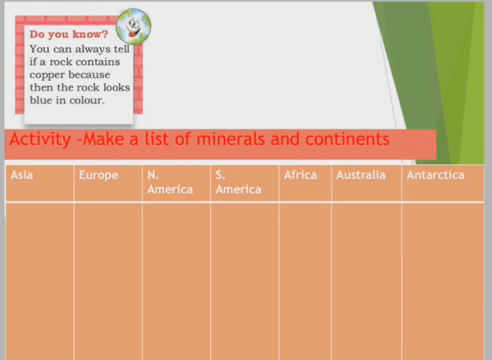 Do you know?
You can always tell
if a rock contains
copper because
then the rock looks
blue in colour.
Activity -Make a list of minerals and continents
Asia Europe N. America S. America Africa Australia Antarctica